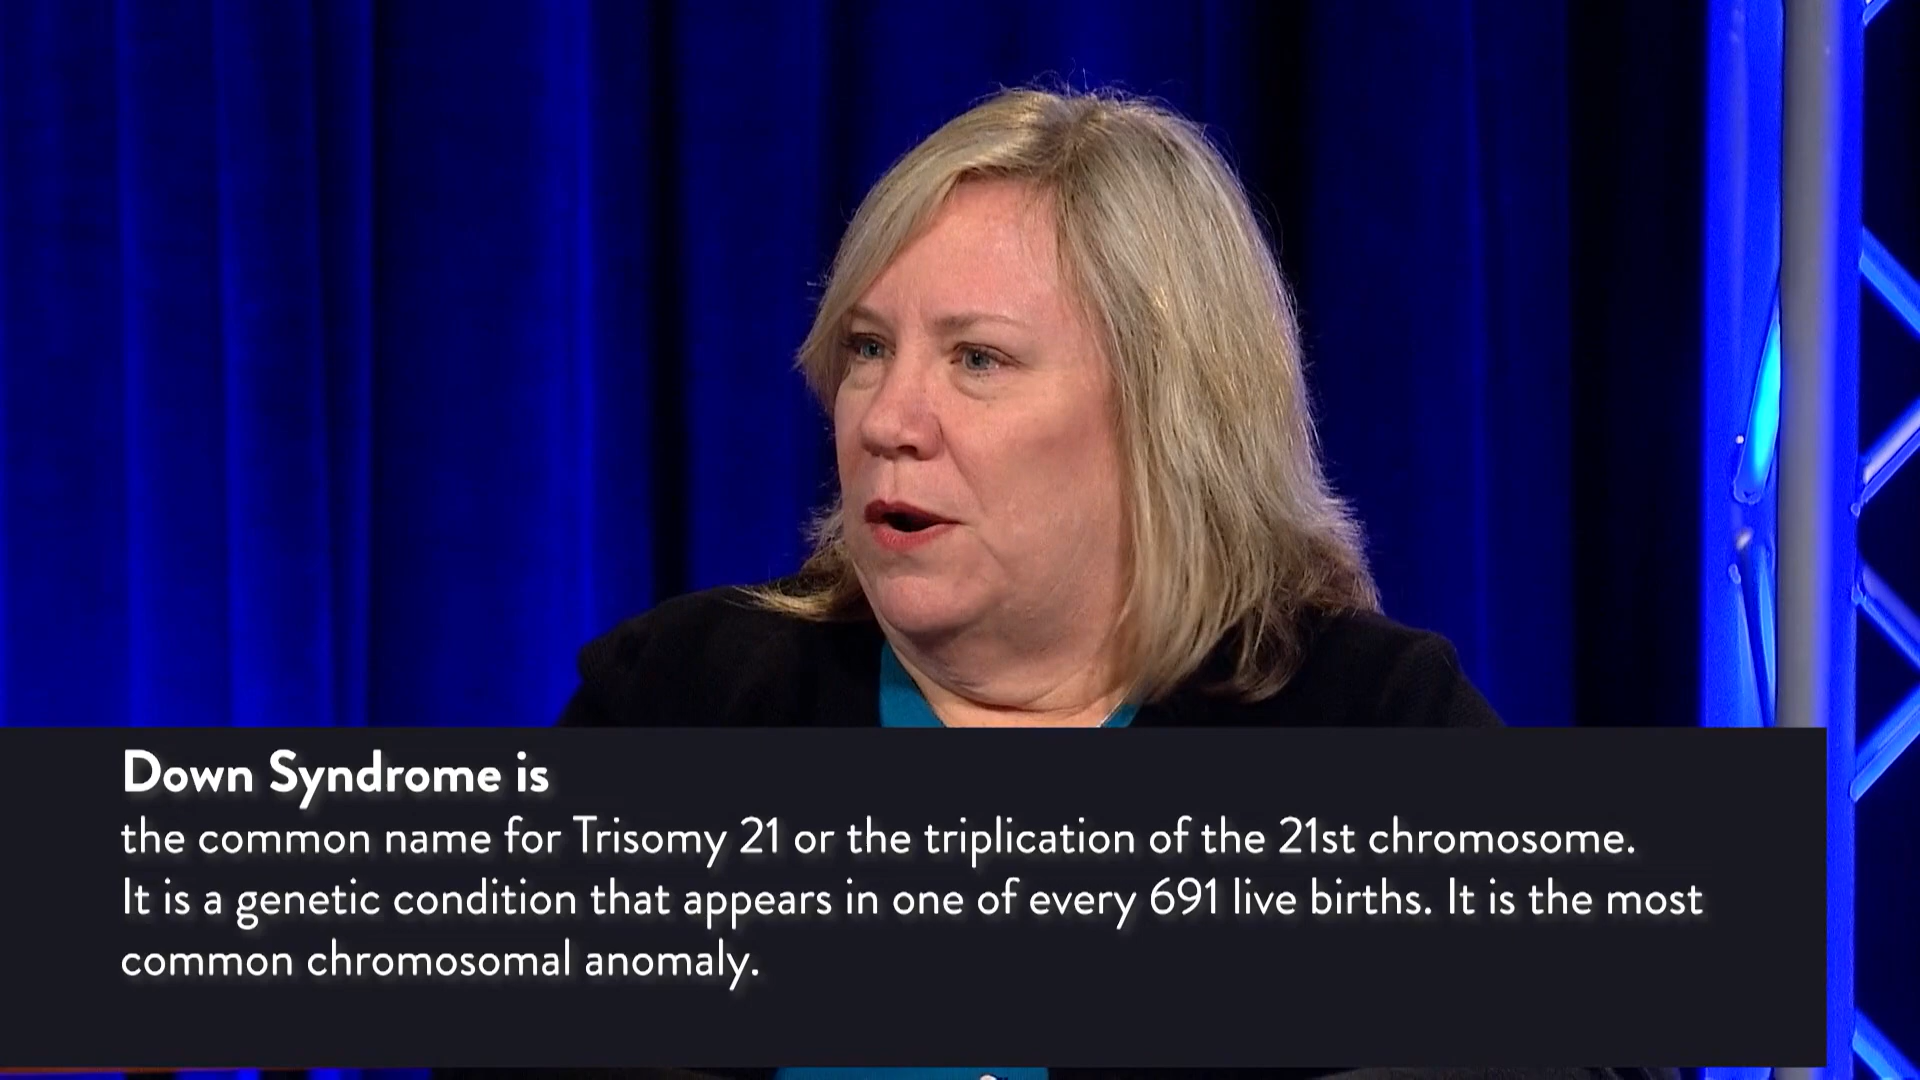 Down Syndrome is
the common name for Trisomy 21 or the triplication of the 21st chromosome.
It is a genetic condition that appears in one of every 691 live births. It is the most
common chromosomal anomaly.